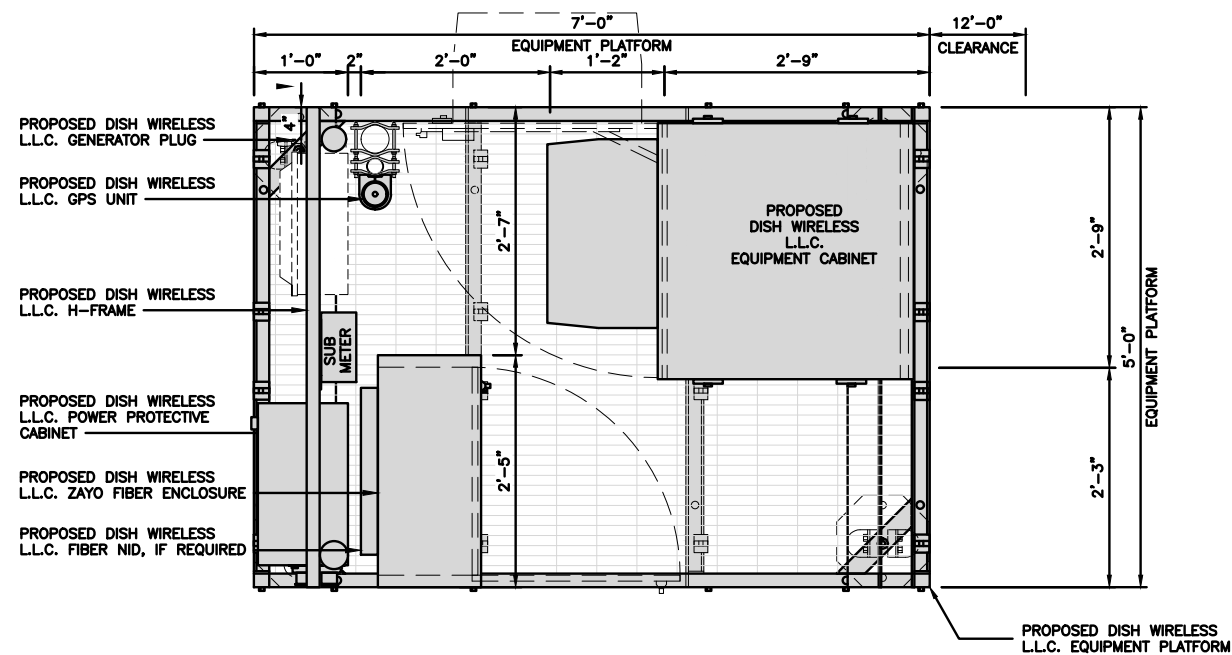 7'-0"
EQUIPMENT PLATFORM
12'-0"
CLEARANCE
1'-0"
2"
2'-0"
1'-2"
2'-9"
PROPOSED DISH WIRELESS
L.L.C. GENERATOR PLUG
4"
PROPOSED DISH WIRELESS
L.L.C. GPS UNIT
PROPOSED DISH WIRELESS
L.L.C. H-FRAME
SUB
METER
PROPOSED DISH WIRELESS
L.L.C. POWER PROTECTIVE
CABINET
PROPOSED DISH WIRELESS
L.L.C. ZAYO FIBER ENCLOSURE
PROPOSED DISH WIRELESS
L.L.C. FIBER NID, IF REQUIRED
2'-7"
2'-5"
PROPOSED
DISH WIRELESS
L.L.C.
EQUIPMENT CABINET
2'-9"
2'-3"
5'-0"
EQUIPMENT PLATFORM
PROPOSED DISH WIRELESS
L.L.C. EQUIPMENT PLATFORM